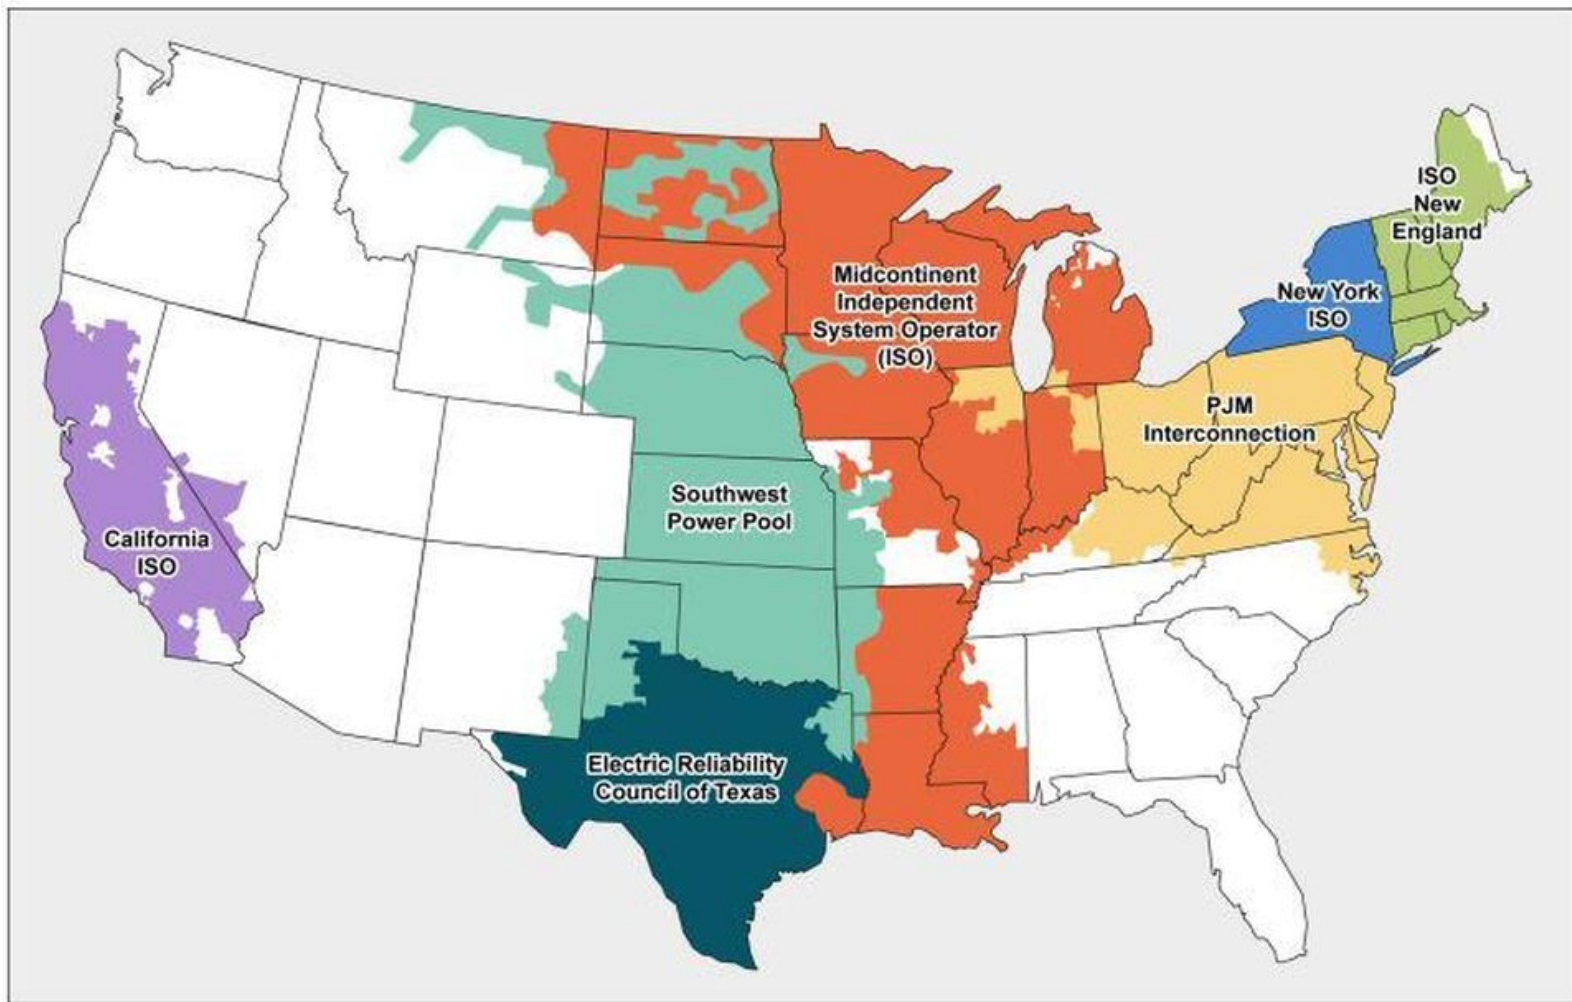 ISO
New
England
Midcontinent
Independent
System Operator
(ISO)
New York
ISO
PJM
Interconnection
Southwest
Power Pool
California
ISO
Electric Reliability
Council of Texas